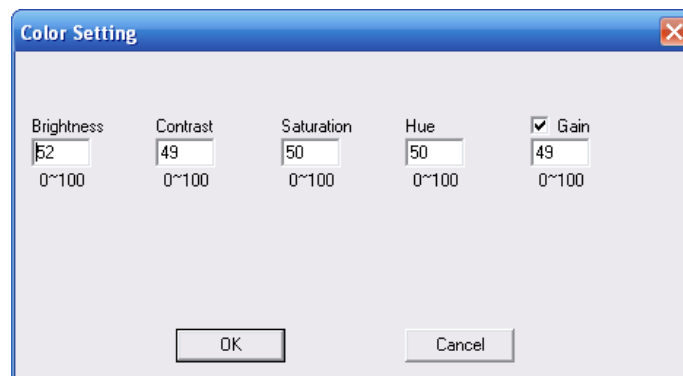 Color Setting
Brightness Contrast Saturation Hue Gain
52 49 50 50 49
0~100 0~100 0~100 0~100 0~100
OK Cancel